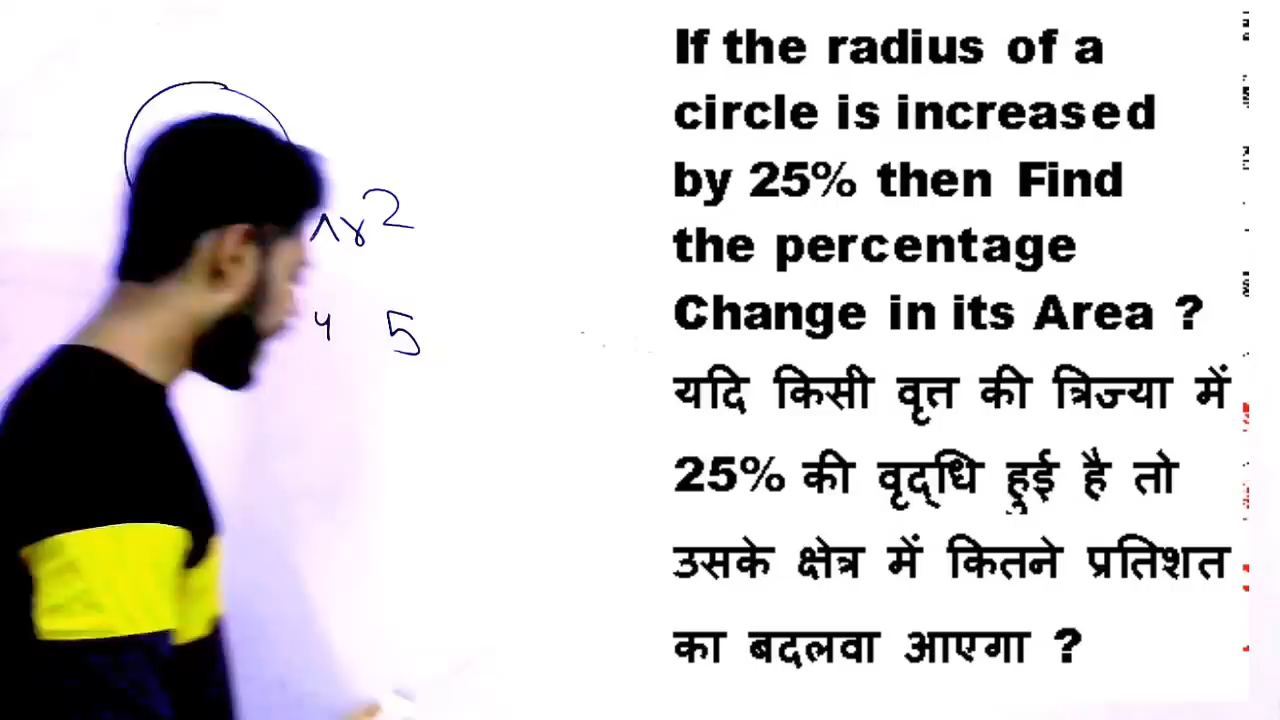 πr2
4 5
If the radius of a
circle is increased
by 25% then Find
the percentage
Change in its Area ?
यदि किसी वृत की त्रिज्या में
25% की वृद्धि हुई है तो
उसके क्षेत्र में कितने प्रतिशत
का बदलवा आएगा ?